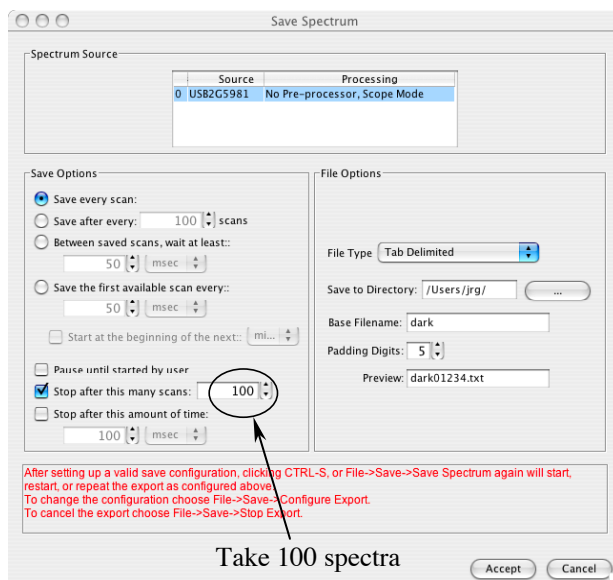 Save Spectrum
Spectrum Source
Source Processing
0 USB2G5981 No Pre-processor, Scope Mode
Save Options
Save every scan:
Save after every: 100 scans
Between saved scans, wait at least::
50 msec
Save the first available scan every::
50 msec
Start at the beginning of the next:: mi...
Pause until started by user
Stop after this many scans: 100
Stop after this amount of time:
100 msec
File Options
File Type Tab Delimited
Save to Directory: /Users/jrg/ ...
Base Filename: dark
Padding Digits: 5
Preview: dark01234.txt
After setting up a valid save configuration, clicking CTRL-S, or File->Save->Save Spectrum again will start,
restart, or repeat the export as configured above.
To change the configuration choose File->Save->Configure Export.
To cancel the export choose File->Save->Stop Export.
Take 100 spectra
Accept Cancel